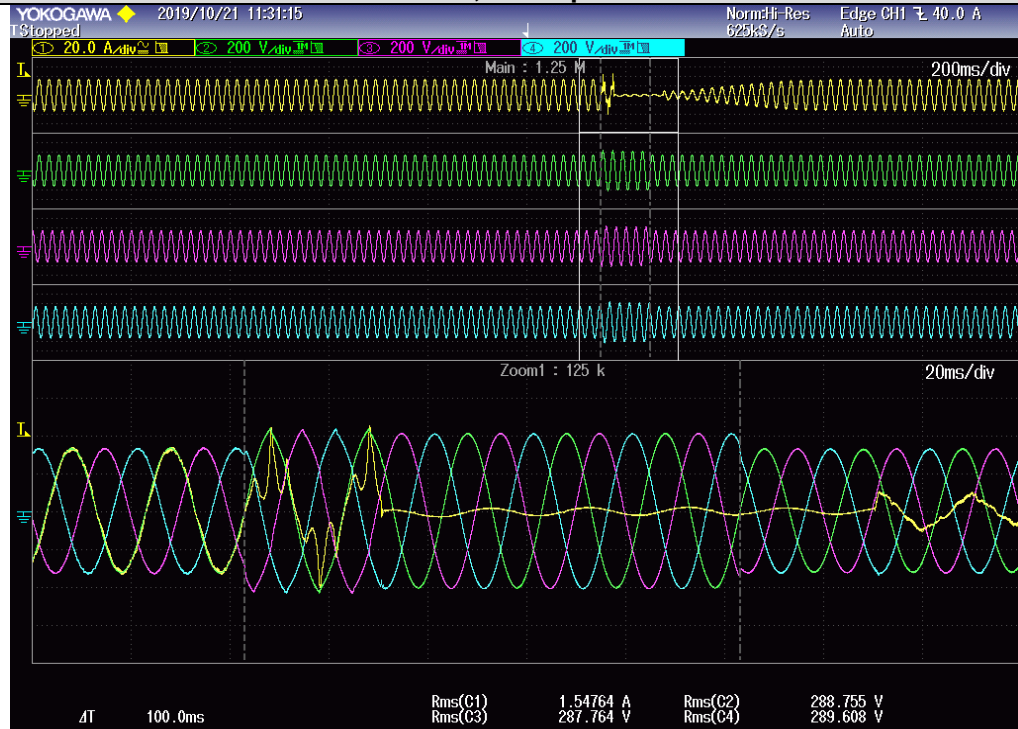 YOKOGAWA 2019/10/21 11:31:15 Norm:Hi-Res Edge CH1 40.0 A
Stopped 625kS/s Auto
1 20.0 A/div 2 200 V/div 3 200 V/div 4 200 V/div
Main : 1.25 M 200ms/div
Zoom1 : 125 k 20ms/div
Rms(C1) 1.54764 A Rms(C2) 288.755 V
ΔT 100.0ms Rms(C3) 287.764 V Rms(C4) 289.608 V